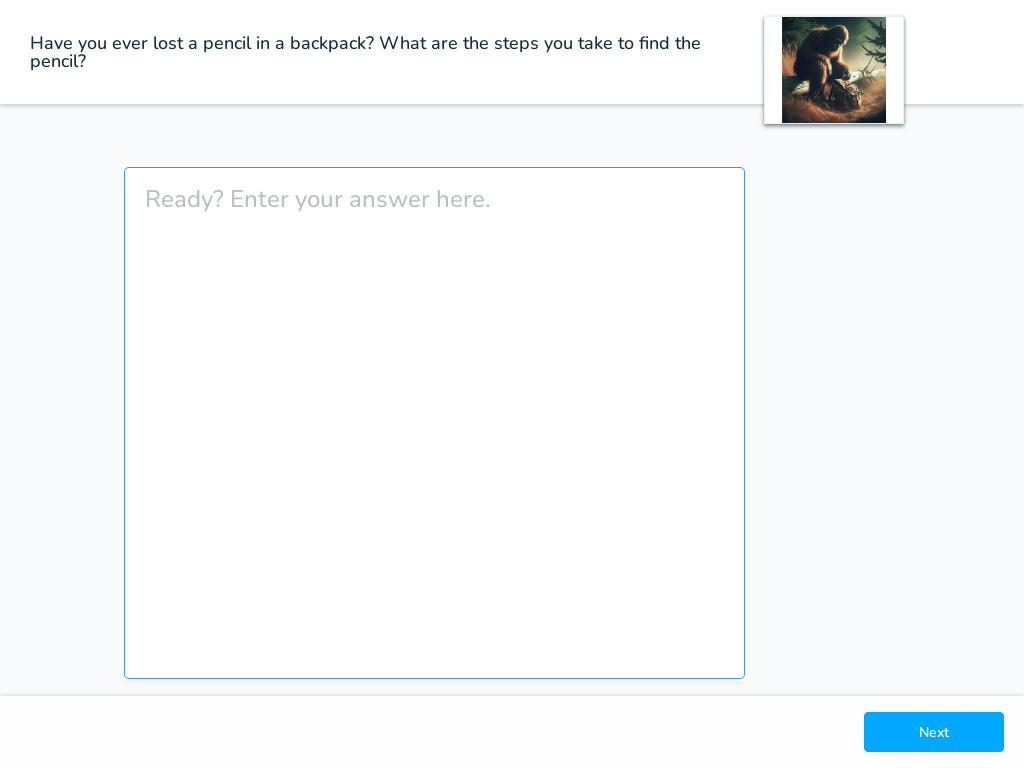 Have you ever lost a pencil in a backpack? What are the steps you take to find the
pencil?
Ready? Enter your answer here.
Next